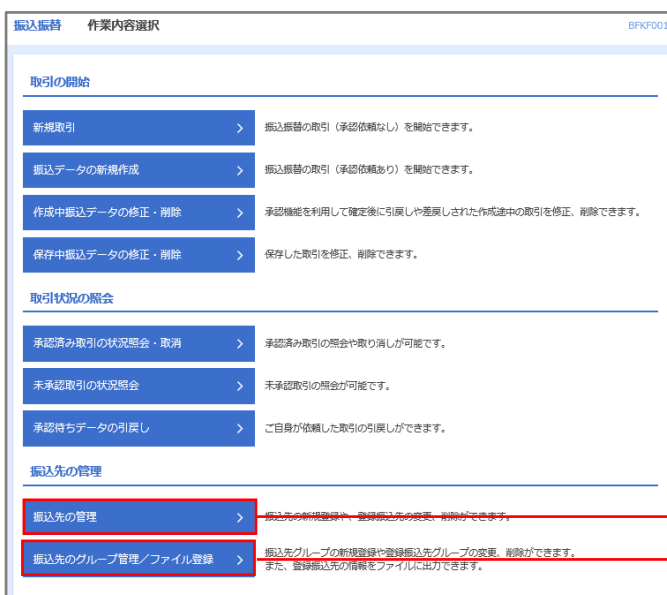 振込振替 作業内容選択 BFKF001
取引の開始
新規取引 振込振替の取引（承認依頼なし）を開始できます。
振込データの新規作成 振込振替の取引（承認依頼あり）を開始できます。
作成中振込データの修正・削除 承認機能を利用して確定後に引戻しや差戻しされた作成途中の取引を修正、削除できます。
保存中振込データの修正・削除 保存した取引を修正、削除できます。
取引状況の照会
承認済み取引の状況照会・取消 承認済み取引の照会や取り消しが可能です。
未承認取引の状況照会 未承認取引の照会が可能です。
承認待ちデータの引戻し ご自身が依頼した取引の引戻しができます。
振込先の管理
振込先の管理 振込先の新規登録や、登録振込先の変更、削除ができます。
振込先のグループ管理／ファイル登録 振込先グループの新規登録や登録振込先グループの変更、削除ができます。
また、登録振込先の情報をファイルに出力できます。